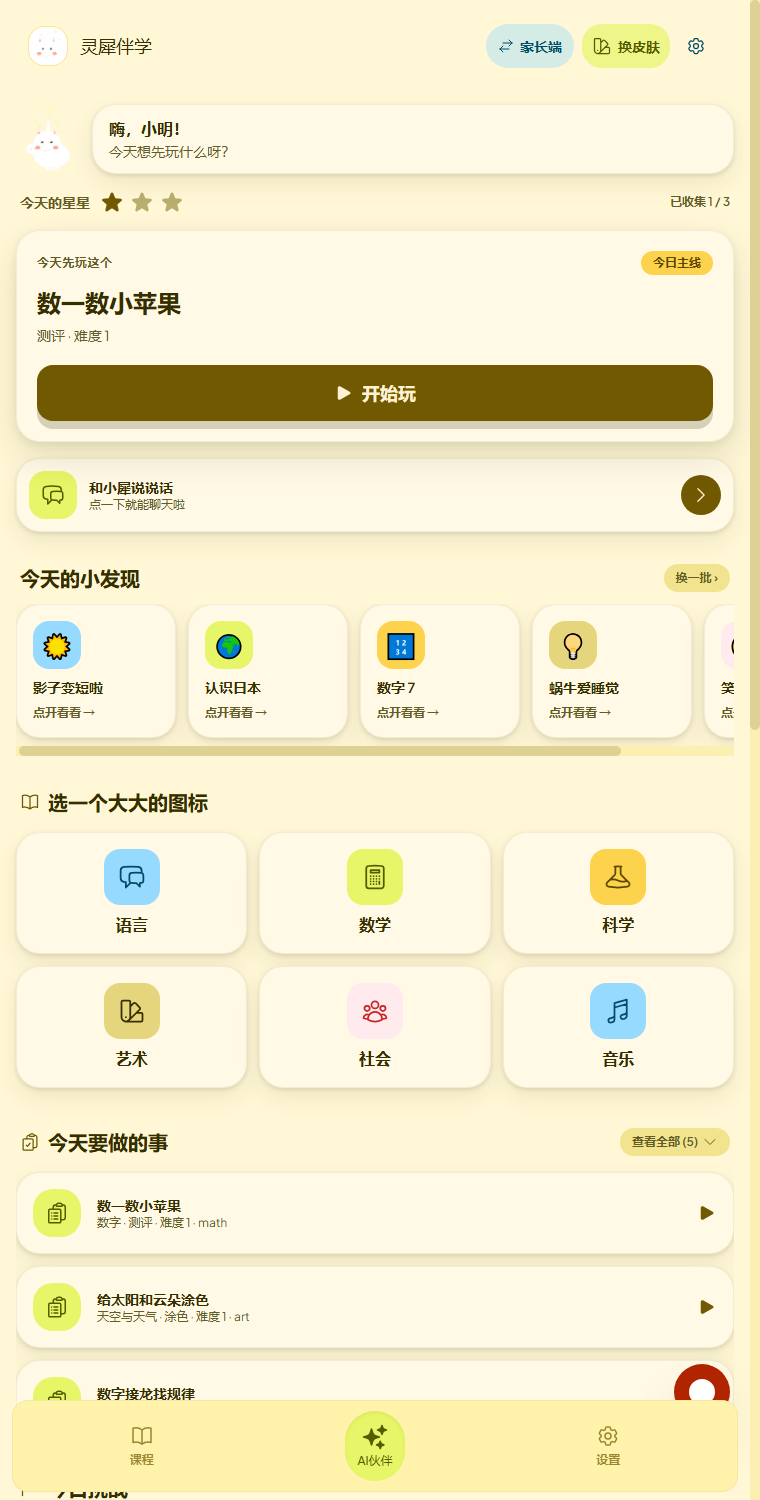 灵犀伴学
家长端
换皮肤
嗨，小明！
今天想先玩什么呀？
今天的星星
已收集 1 / 3
今天先玩这个
今日主线
数一数小苹果
测评 · 难度 1
开始玩
和小犀说说话
点一下就能聊天啦
今天的小发现
换一批 ›
影子变短啦
点开看看 →
认识日本
点开看看 →
1 2
3 4
数字 7
点开看看 →
蜗牛爱睡觉
点开看看 →
笑
点
选一个大大的图标
语言
数学
科学
艺术
社会
音乐
今天要做的事
查看全部 (5)
数一数小苹果
数字 · 测评 · 难度 1 · math
给太阳和云朵涂色
天空与天气 · 涂色 · 难度 1 · art
数字接龙找规律
课程
AI伙伴
设置